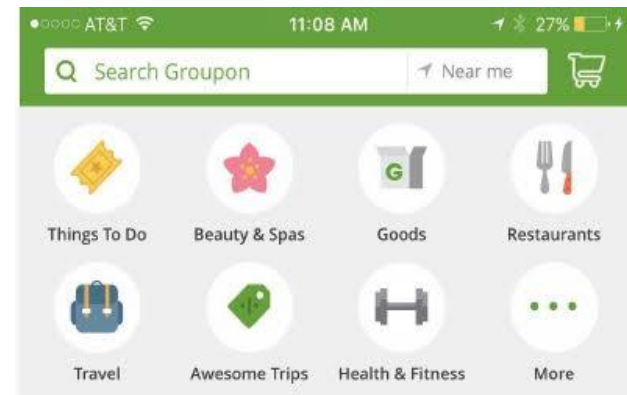 AT&T 11:08 AM 27%
Search Groupon Near me
G
Things To Do Beauty & Spas Goods Restaurants
Travel Awesome Trips Health & Fitness More